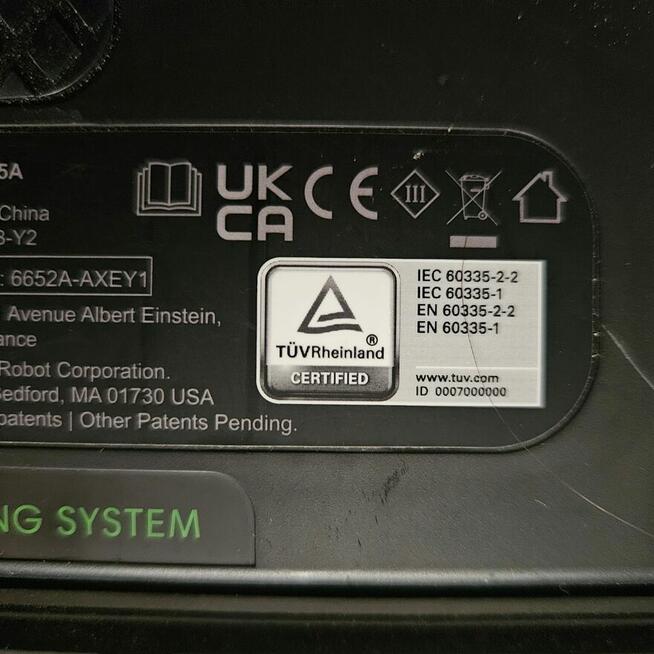 5A
UK
CA
CE
III
China
3-Y2
: 6652A-AXEY1
Avenue Albert Einstein,
ance
Robot Corporation.
Bedford, MA 01730 USA
patents | Other Patents Pending.
TÜVRheinland®
CERTIFIED
IEC 60335-2-2
IEC 60335-1
EN 60335-2-2
EN 60335-1
www.tuv.com
ID 0007000000
NG SYSTEM